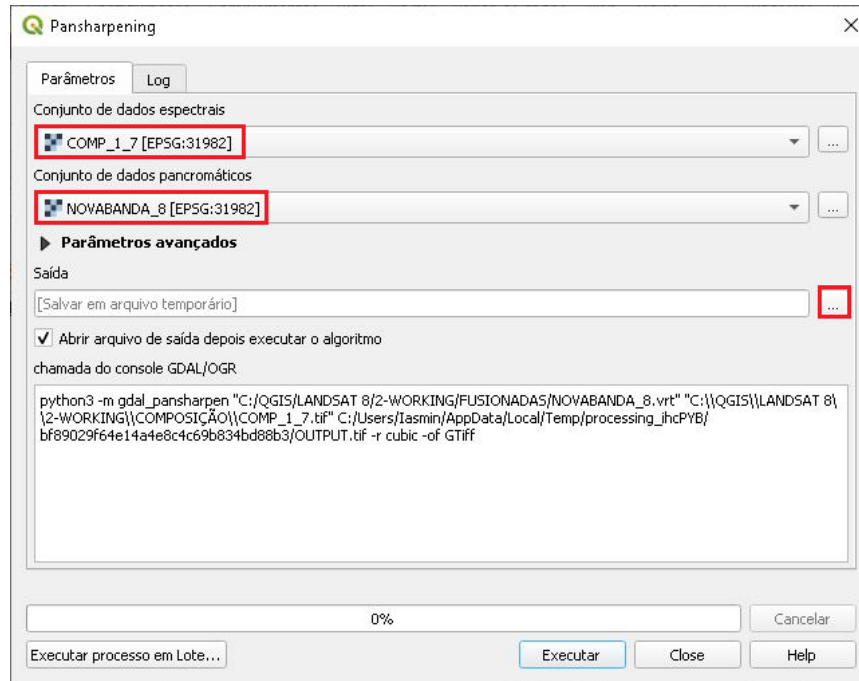 Pansharpening
Parâmetros
Log
Conjunto de dados espectrais
COMP_1_7 [EPSG:31982]
...
Conjunto de dados pancromáticos
NOVABANDA_8 [EPSG:31982]
...
Parâmetros avançados
Saída
[Salvar em arquivo temporário]
...
Abrir arquivo de saída depois executar o algoritmo
chamada do console GDAL/OGR
python3 -m gdal_pansharpen "C:/QGIS/LANDSAT 8/2-WORKING/FUSIONADAS/NOVABANDA_8.vrt" "C:\\QGIS\\LANDSAT 8\
\2-WORKING\\COMPOSIÇÃO\\COMP_1_7.tif" C:/Users/Iasmin/AppData/Local/Temp/processing_ihcPYB/
bf89029f64e14a4e8c4c69b834bd88b3/OUTPUT.tif -r cubic -of GTiff
0%
Cancelar
Executar processo em Lote...
Executar
Close
Help